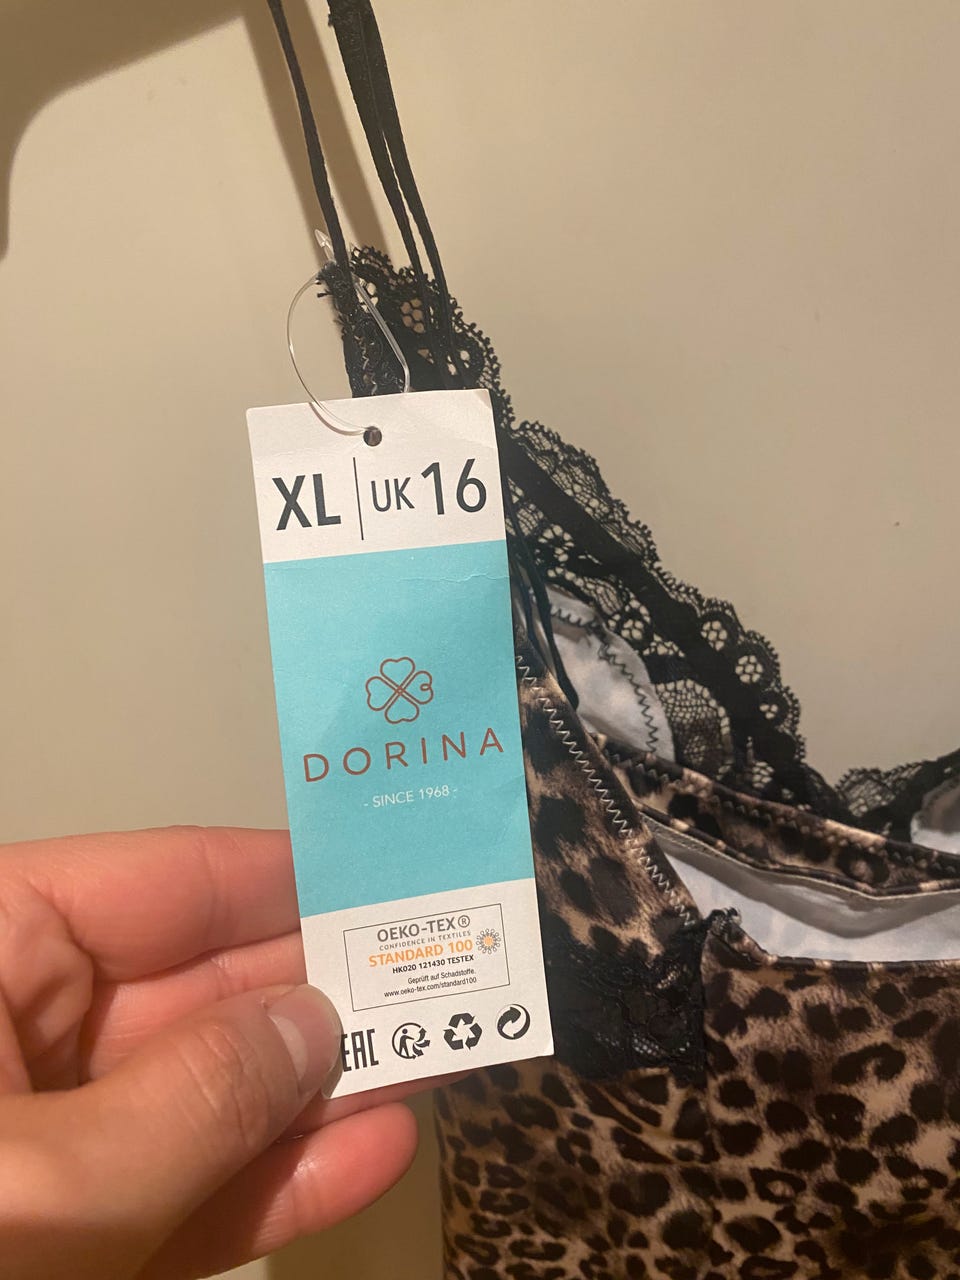 XL | UK 16
DORINA
- SINCE 1968 -
OEKO-TEX®
CONFIDENCE IN TEXTILES
STANDARD 100
HK020 121430 TESTEX
Geprüft auf Schadstoffe.
www.oeko-tex.com/standard100
EAC